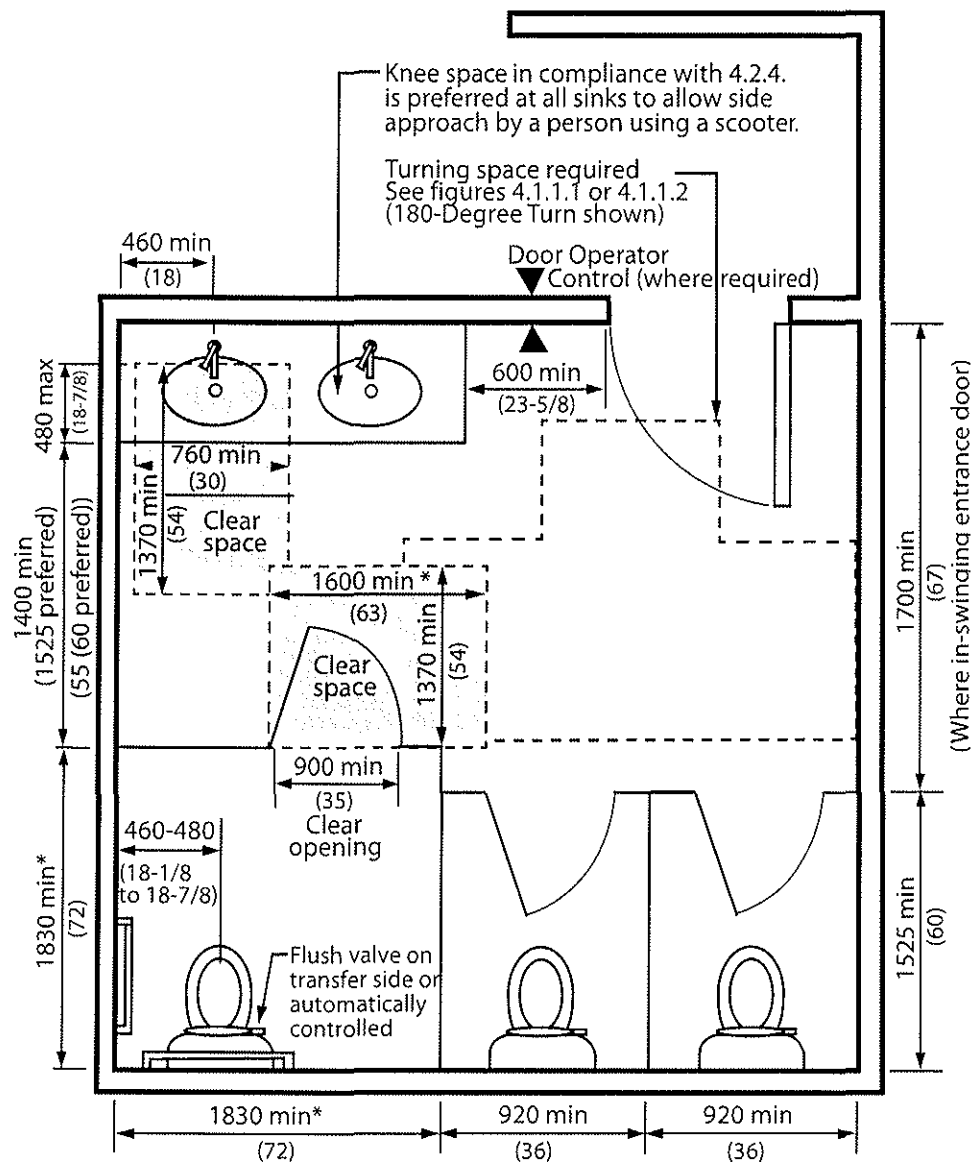 Knee space in compliance with 4.2.4.
is preferred at all sinks to allow side
approach by a person using a scooter.
Turning space required
See figures 4.1.1.1 or 4.1.1.2
(180-Degree Turn shown)
460 min
(18)
Door Operator
Control (where required)
480 max
(18-7/8)
600 min
(23-5/8)
760 min
(30)
Clear
space
1370 min
(54)
1400 min
(1525 preferred)
(55 (60 preferred))
1600 min *
(63)
1370 min
(54)
Clear
space
1700 min
(67)
(Where in-swinging entrance door)
900 min
(35)
Clear
opening
460-480
(18-1/8
to 18-7/8)
1830 min*
(72)
1525 min
(60)
Flush valve on
transfer side or
automatically
controlled
1830 min*
(72)
920 min
(36)
920 min
(36)